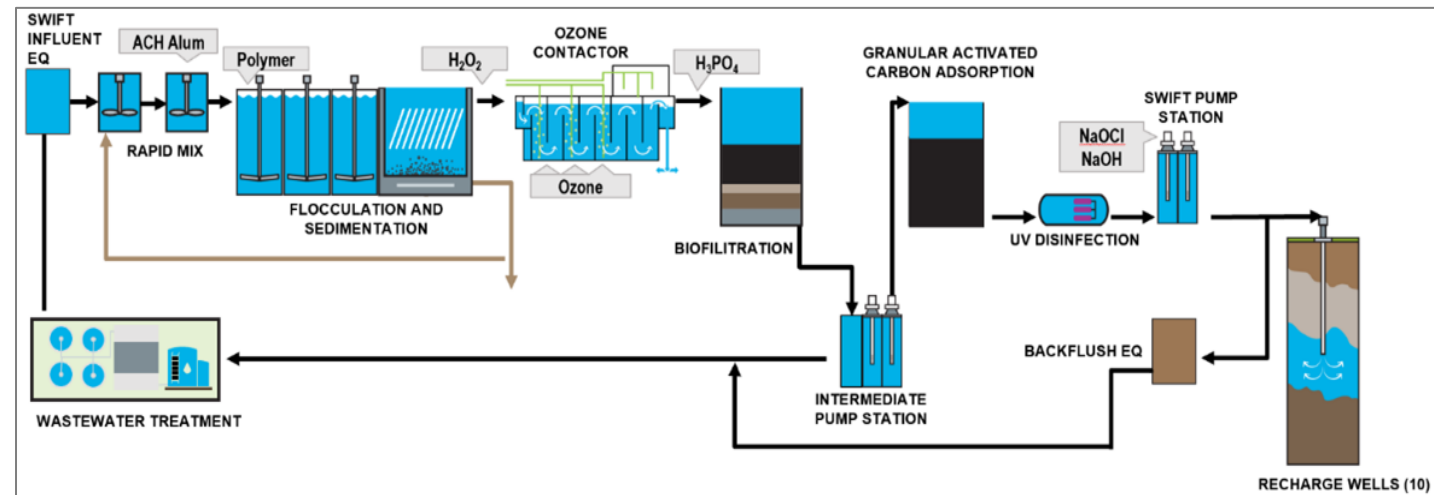 SWIFT
INFLUENT
EQ
ACH Alum
RAPID MIX
Polymer
FLOCCULATION AND
SEDIMENTATION
H₂O₂
OZONE
CONTACTOR
Ozone
H₃PO₄
BIOFILITRATION
GRANULAR ACTIVATED
CARBON ADSORPTION
UV DISINFECTION
SWIFT PUMP
STATION
NaOCl
NaOH
WASTEWATER TREATMENT
INTERMEDIATE
PUMP STATION
BACKFLUSH EQ
RECHARGE WELLS (10)